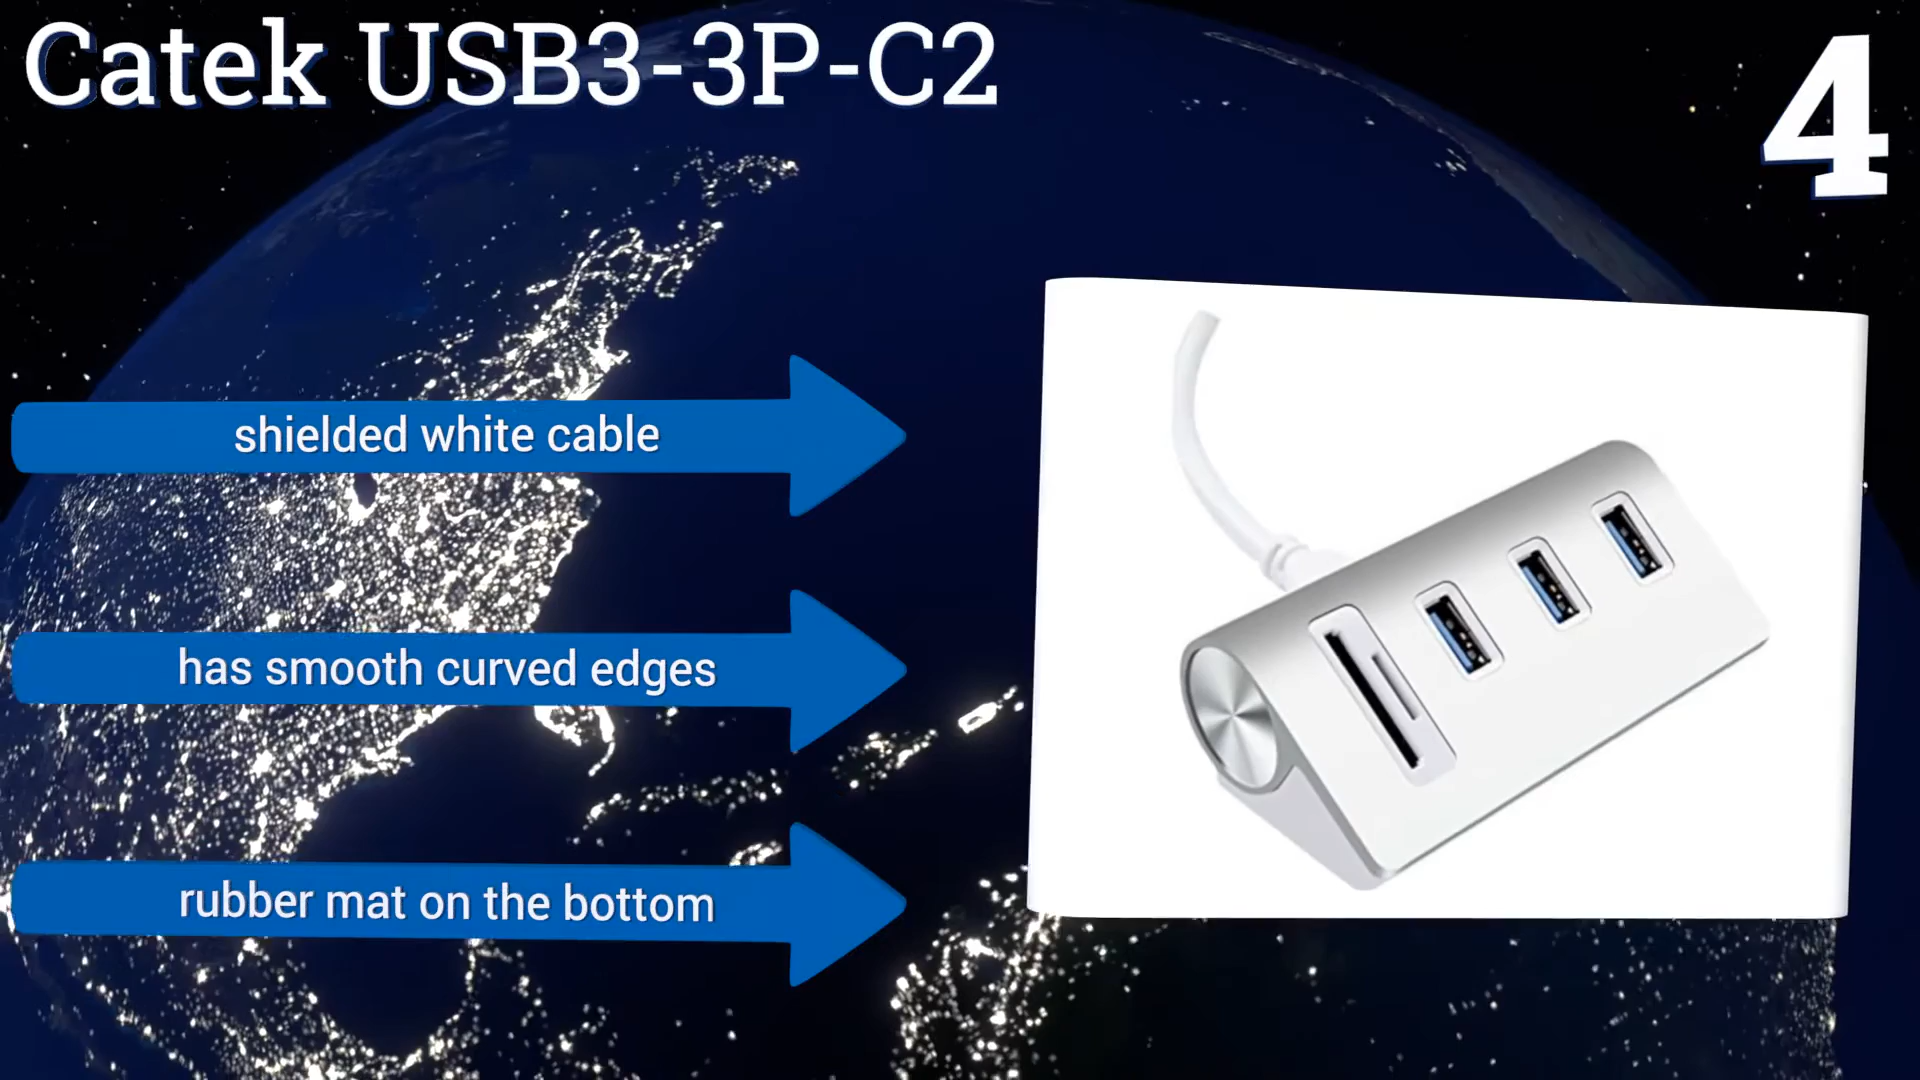 Catek USB3-3P-C2
4
shielded white cable
has smooth curved edges
rubber mat on the bottom